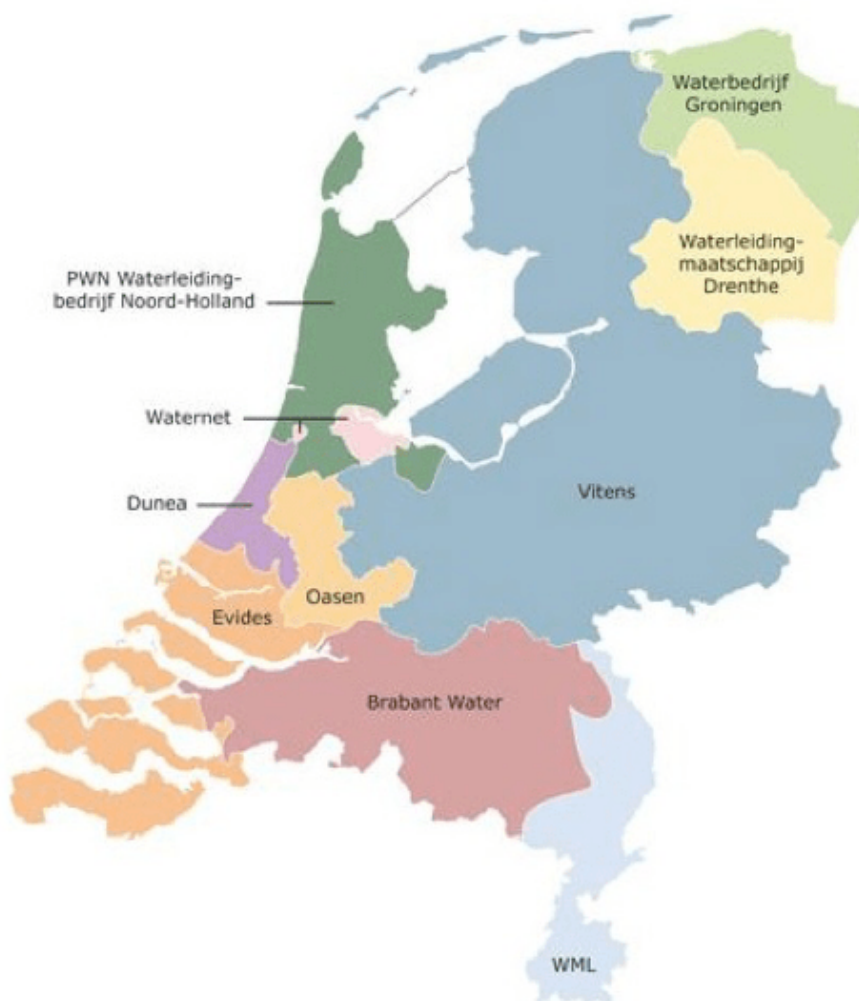 Waterbedrijf
Groningen
Waterleiding-
maatschappij
Drenthe
PWN Waterleiding-
bedrijf Noord-Holland
Waternet
Vitens
Dunea
Oasen
Evides
Brabant Water
WML